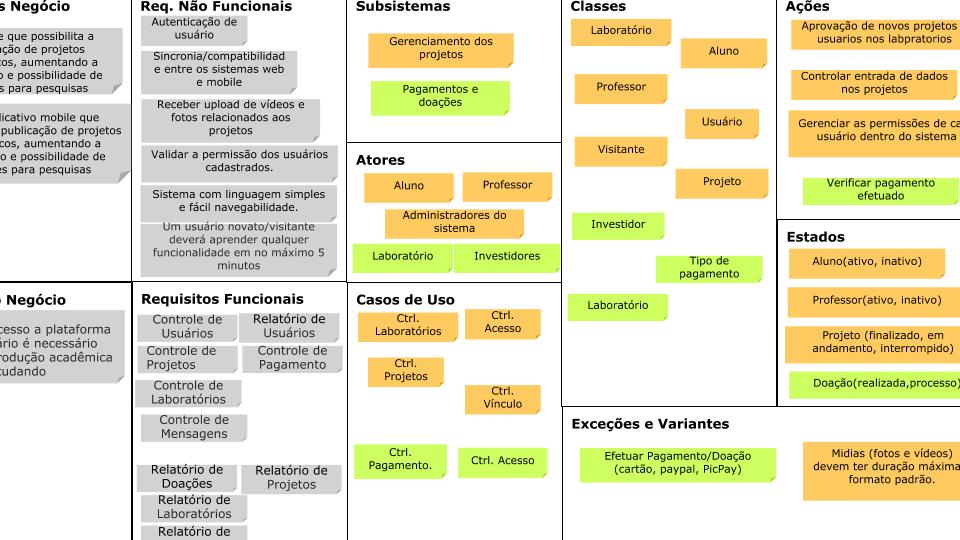 s Negócio
e que possibilita a
ação de projetos
cos, aumentando a
o e possibilidade de
s para pesquisas
licativo mobile que
publicação de projetos
cos, aumentando a
o e possibilidade de
es para pesquisas
o Negócio
cesso a plataforma
ário é necessário
rodução acadêmica
tudando
Req. Não Funcionais
Autenticação de
usuário
Sincronia/compatibilidad
e entre os sistemas web
e mobile
Receber upload de vídeos e
fotos relacionados aos
projetos
Validar a permissão dos usuários
cadastrados.
Sistema com linguagem simples
e fácil navegabilidade.
Um usuário novato/visitante
deverá aprender qualquer
funcionalidade em no máximo 5
minutos
Requisitos Funcionais
Controle de
Usuários
Relatório de
Usuários
Controle de
Projetos
Controle de
Pagamento
Controle de
Laboratórios
Controle de
Mensagens
Relatório de
Doações
Relatório de
Projetos
Relatório de
Laboratório
Relatório de
Subsistemas
Gerenciamento dos
projetos
Pagamentos e
doações
Atores
Aluno
Professor
Administradores do
sistema
Laboratório
Investidores
Casos de Uso
Ctrl.
Laboratórios
Ctrl.
Acesso
Ctrl.
Projetos
Ctrl.
Vínculo
Ctrl.
Pagamento.
Ctrl. Acesso
Classes
Laboratório
Aluno
Professor
Usuário
Visitante
Projeto
Investidor
Tipo de
pagamento
Laboratório
Ações
Aprovação de novos projetos
usuarios nos labpratorios
Controlar entrada de dados
nos projetos
Gerenciar as permissões de ca
usuário dentro do sistema
Verificar pagamento
efetuado
Estados
Aluno(ativo, inativo)
Professor(ativo, inativo)
Projeto (finalizado, em
andamento, interrompido)
Doação(realizada,processo)
Exceções e Variantes
Efetuar Pagamento/Doação
(cartão, paypal, PicPay)
Midias (fotos e vídeos)
devem ter duração máxima
formato padrão.